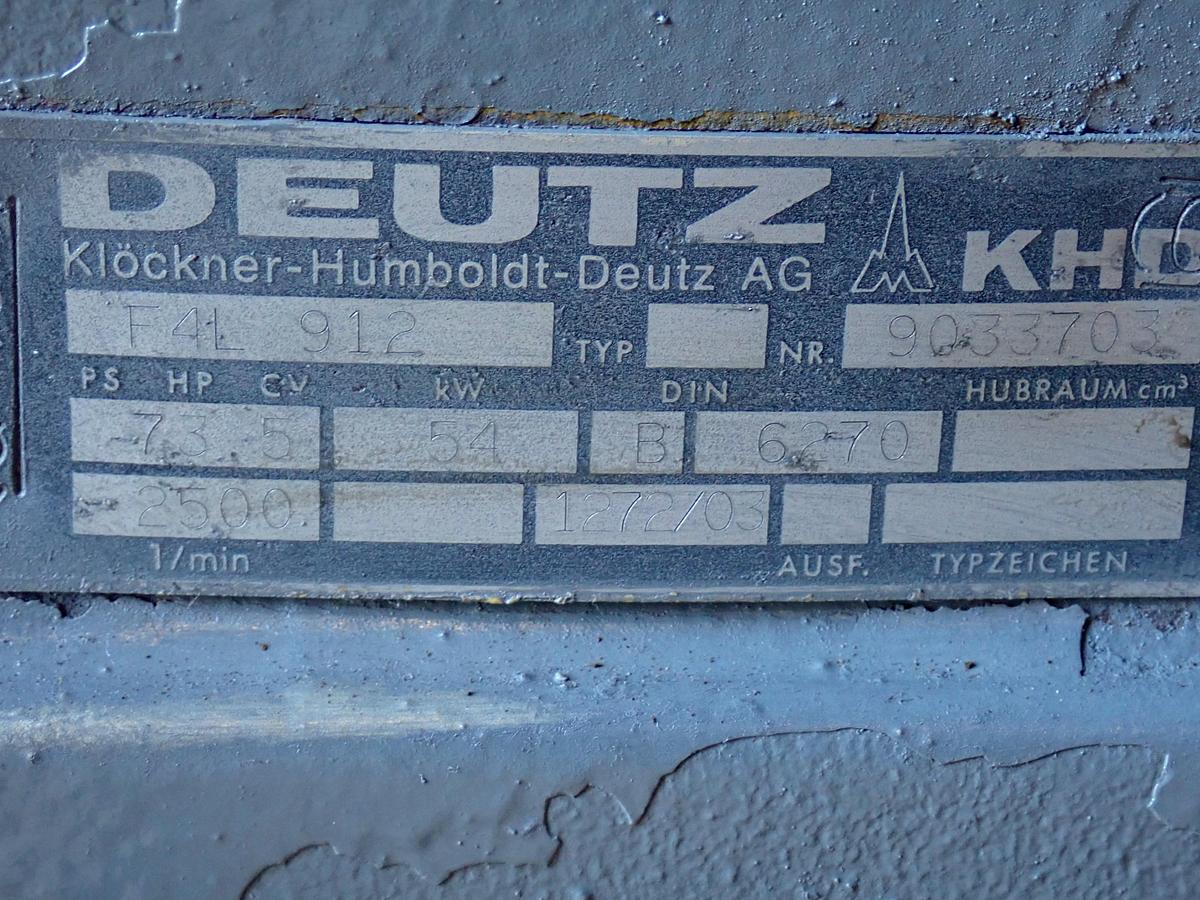 DEUTZ
Klöckner-Humboldt-Deutz AG KHD
F4L 912 TYP NR. 9033703
PS HP CV kW DIN HUBRAUM cm³
73 5 54 B 6270
2500 1272/03
1/min AUSF. TYPZEICHEN